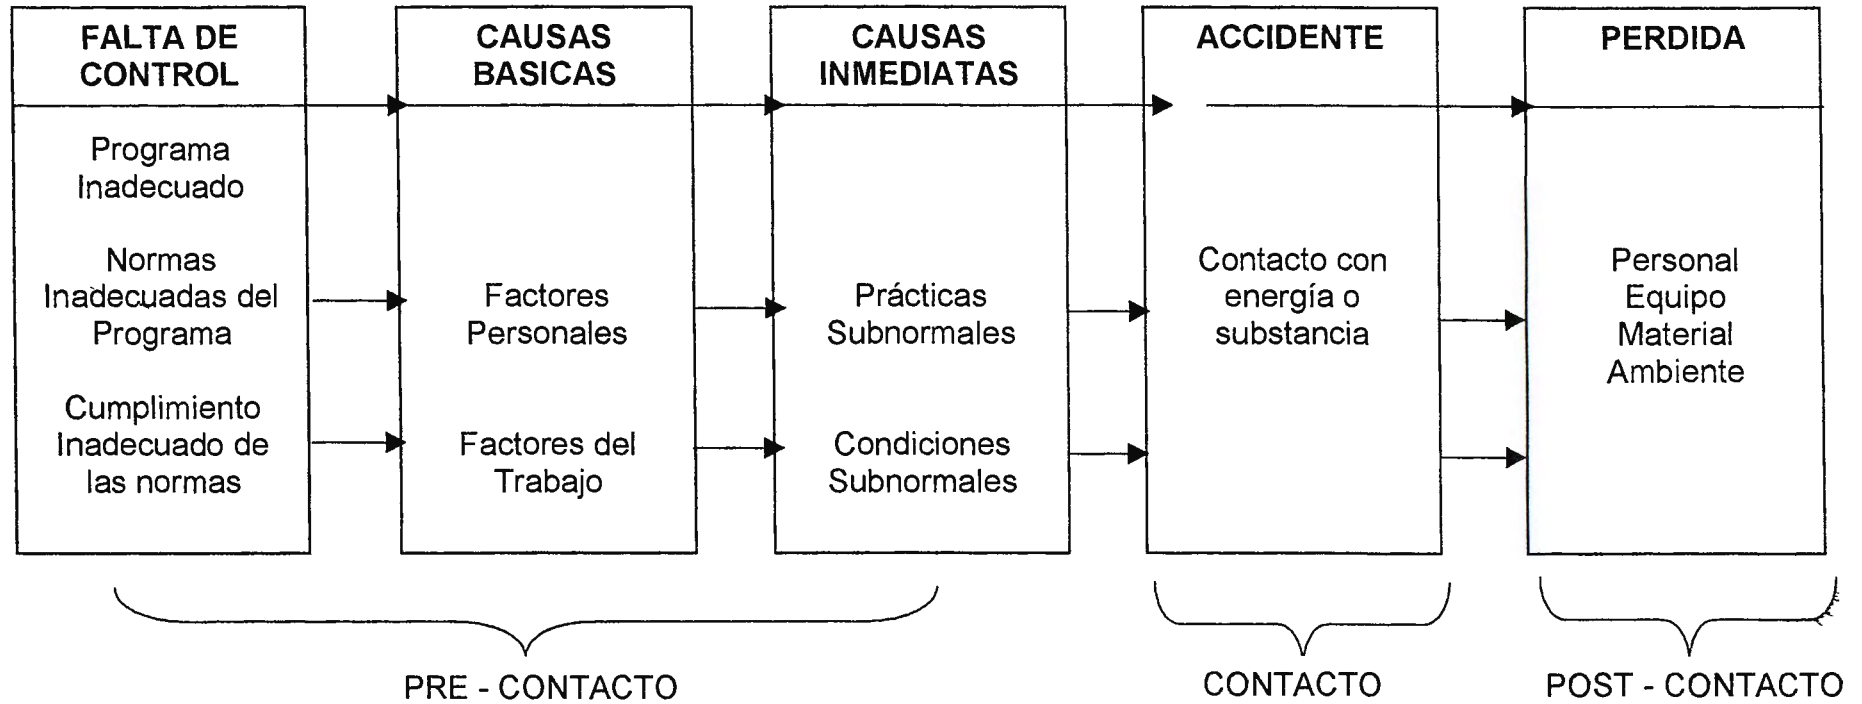 FALTA DE
CONTROL
Programa
Inadecuado
Normas
Inadecuadas del
Programa
Cumplimiento
Inadecuado de
las normas
CAUSAS
BASICAS
Factores
Personales
Factores del
Trabajo
CAUSAS
INMEDIATAS
Prácticas
Subnormales
Condiciones
Subnormales
ACCIDENTE
Contacto con
energía o
substancia
PERDIDA
Personal
Equipo
Material
Ambiente
PRE - CONTACTO
CONTACTO
POST - CONTACTO